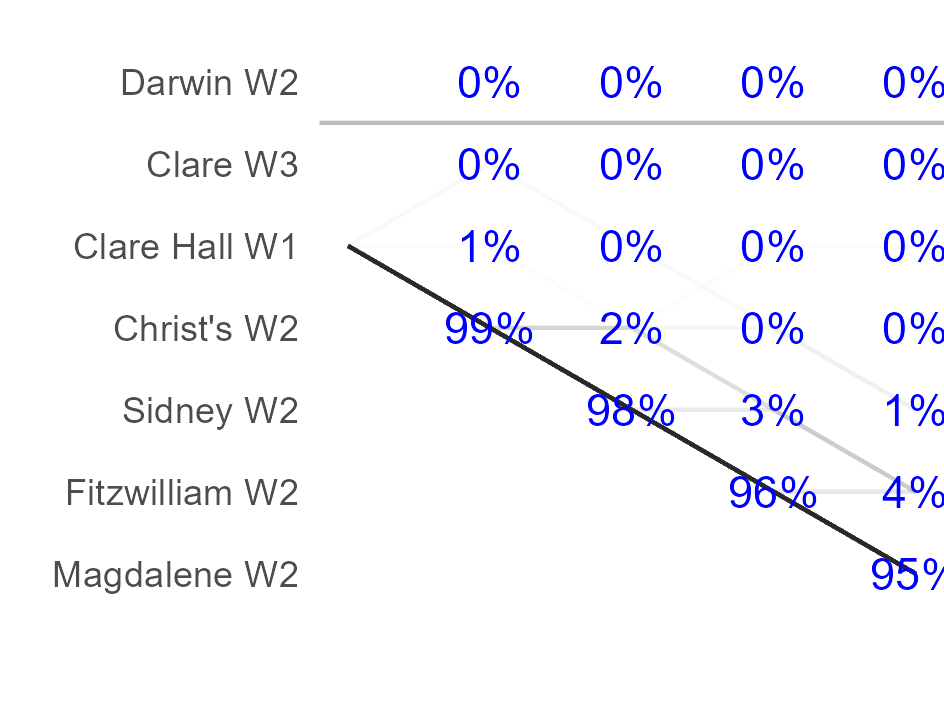 Darwin W2 0% 0% 0% 0%
Clare W3 0% 0% 0% 0%
Clare Hall W1 1% 0% 0% 0%
Christ's W2 99% 2% 0% 0%
Sidney W2 98% 3% 1%
Fitzwilliam W2 96% 4%
Magdalene W2 95%